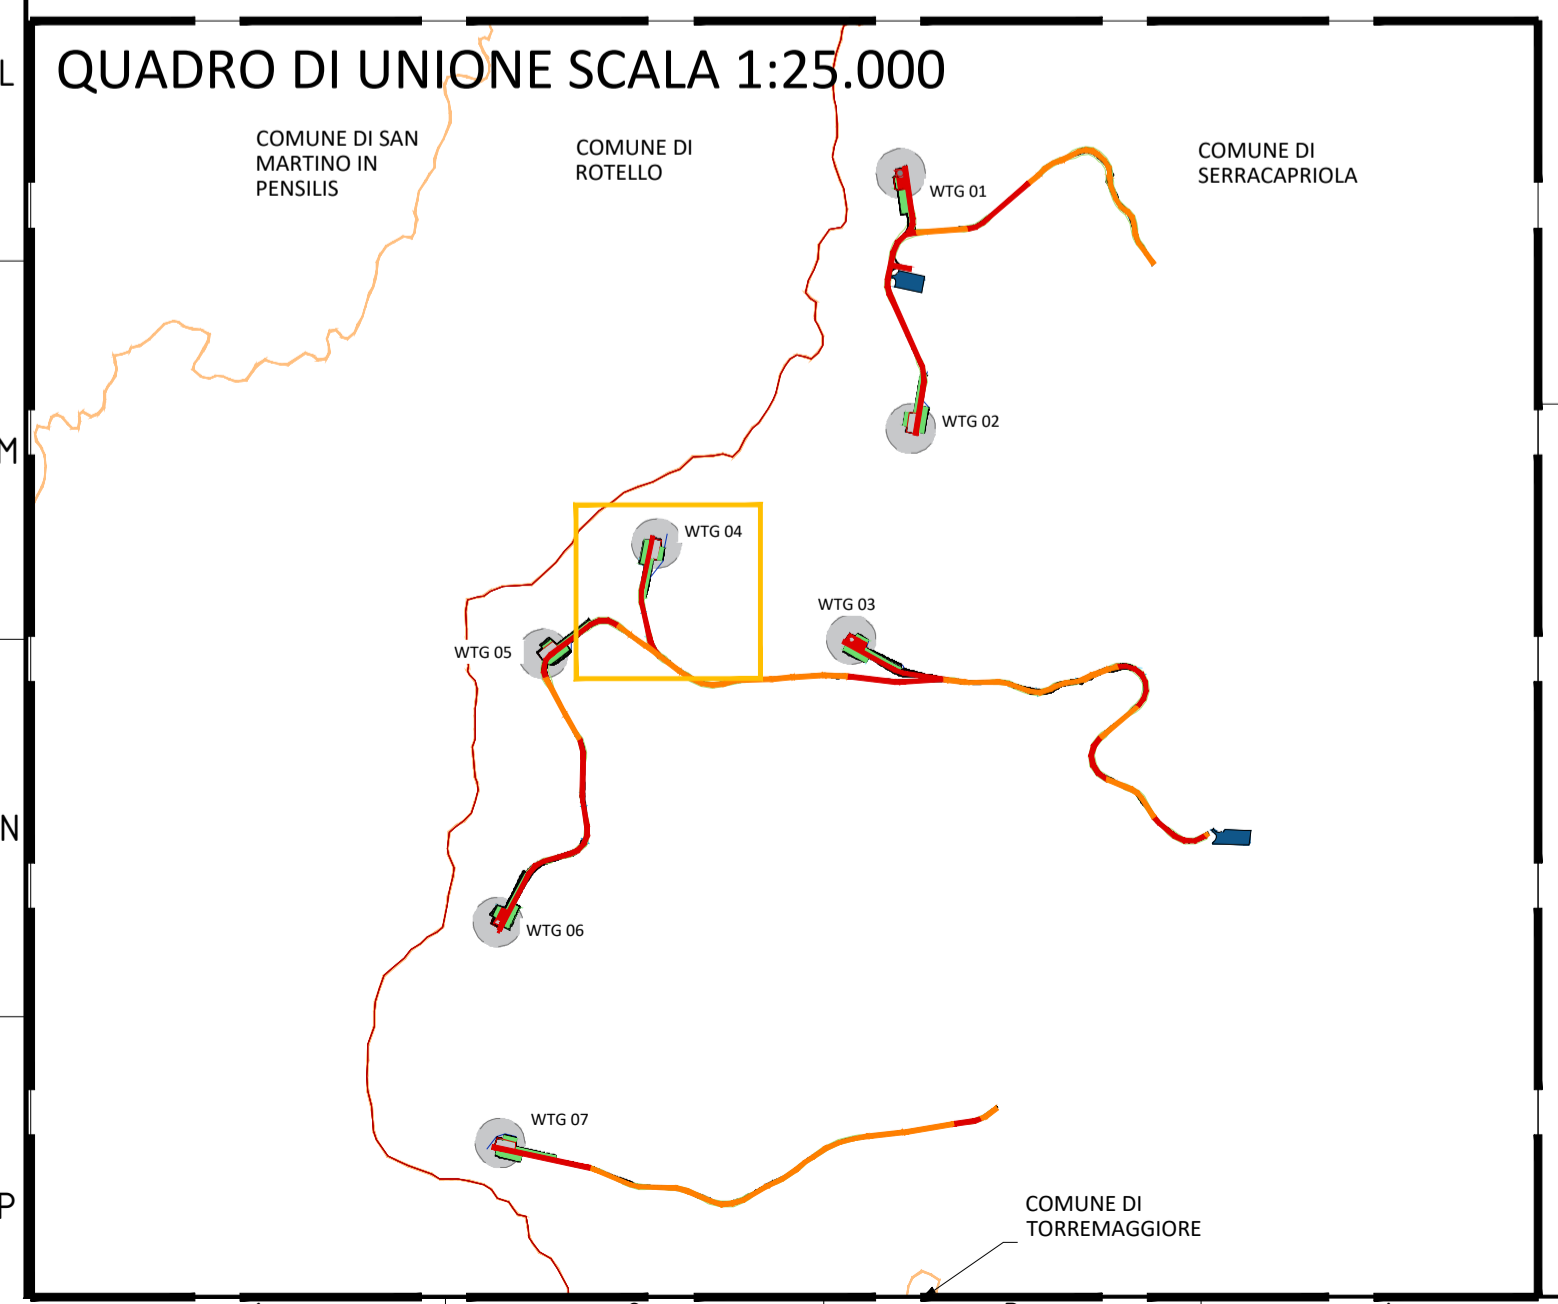 L
QUADRO DI UNIONE SCALA 1:25.000
COMUNE DI SAN
MARTINO IN
PENSILIS
COMUNE DI
ROTELLO
COMUNE DI
SERRACAPRIOLA
WTG 01
WTG 02
M
WTG 04
WTG 03
WTG 05
N
WTG 06
WTG 07
P
COMUNE DI
TORREMAGGIORE